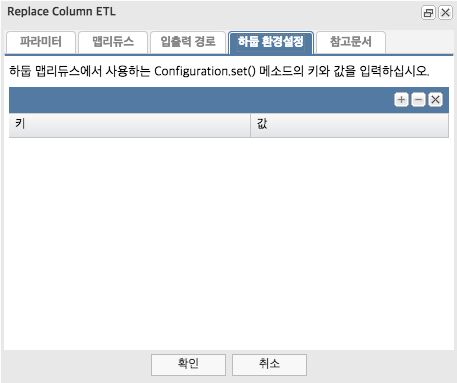 Replace Column ETL
파라미터 맵리듀스 입출력 경로 하둡 환경설정 참고문서
하둡 맵리듀스에서 사용하는 Configuration.set() 메소드의 키와 값을 입력하십시오.
키 값
확인 취소